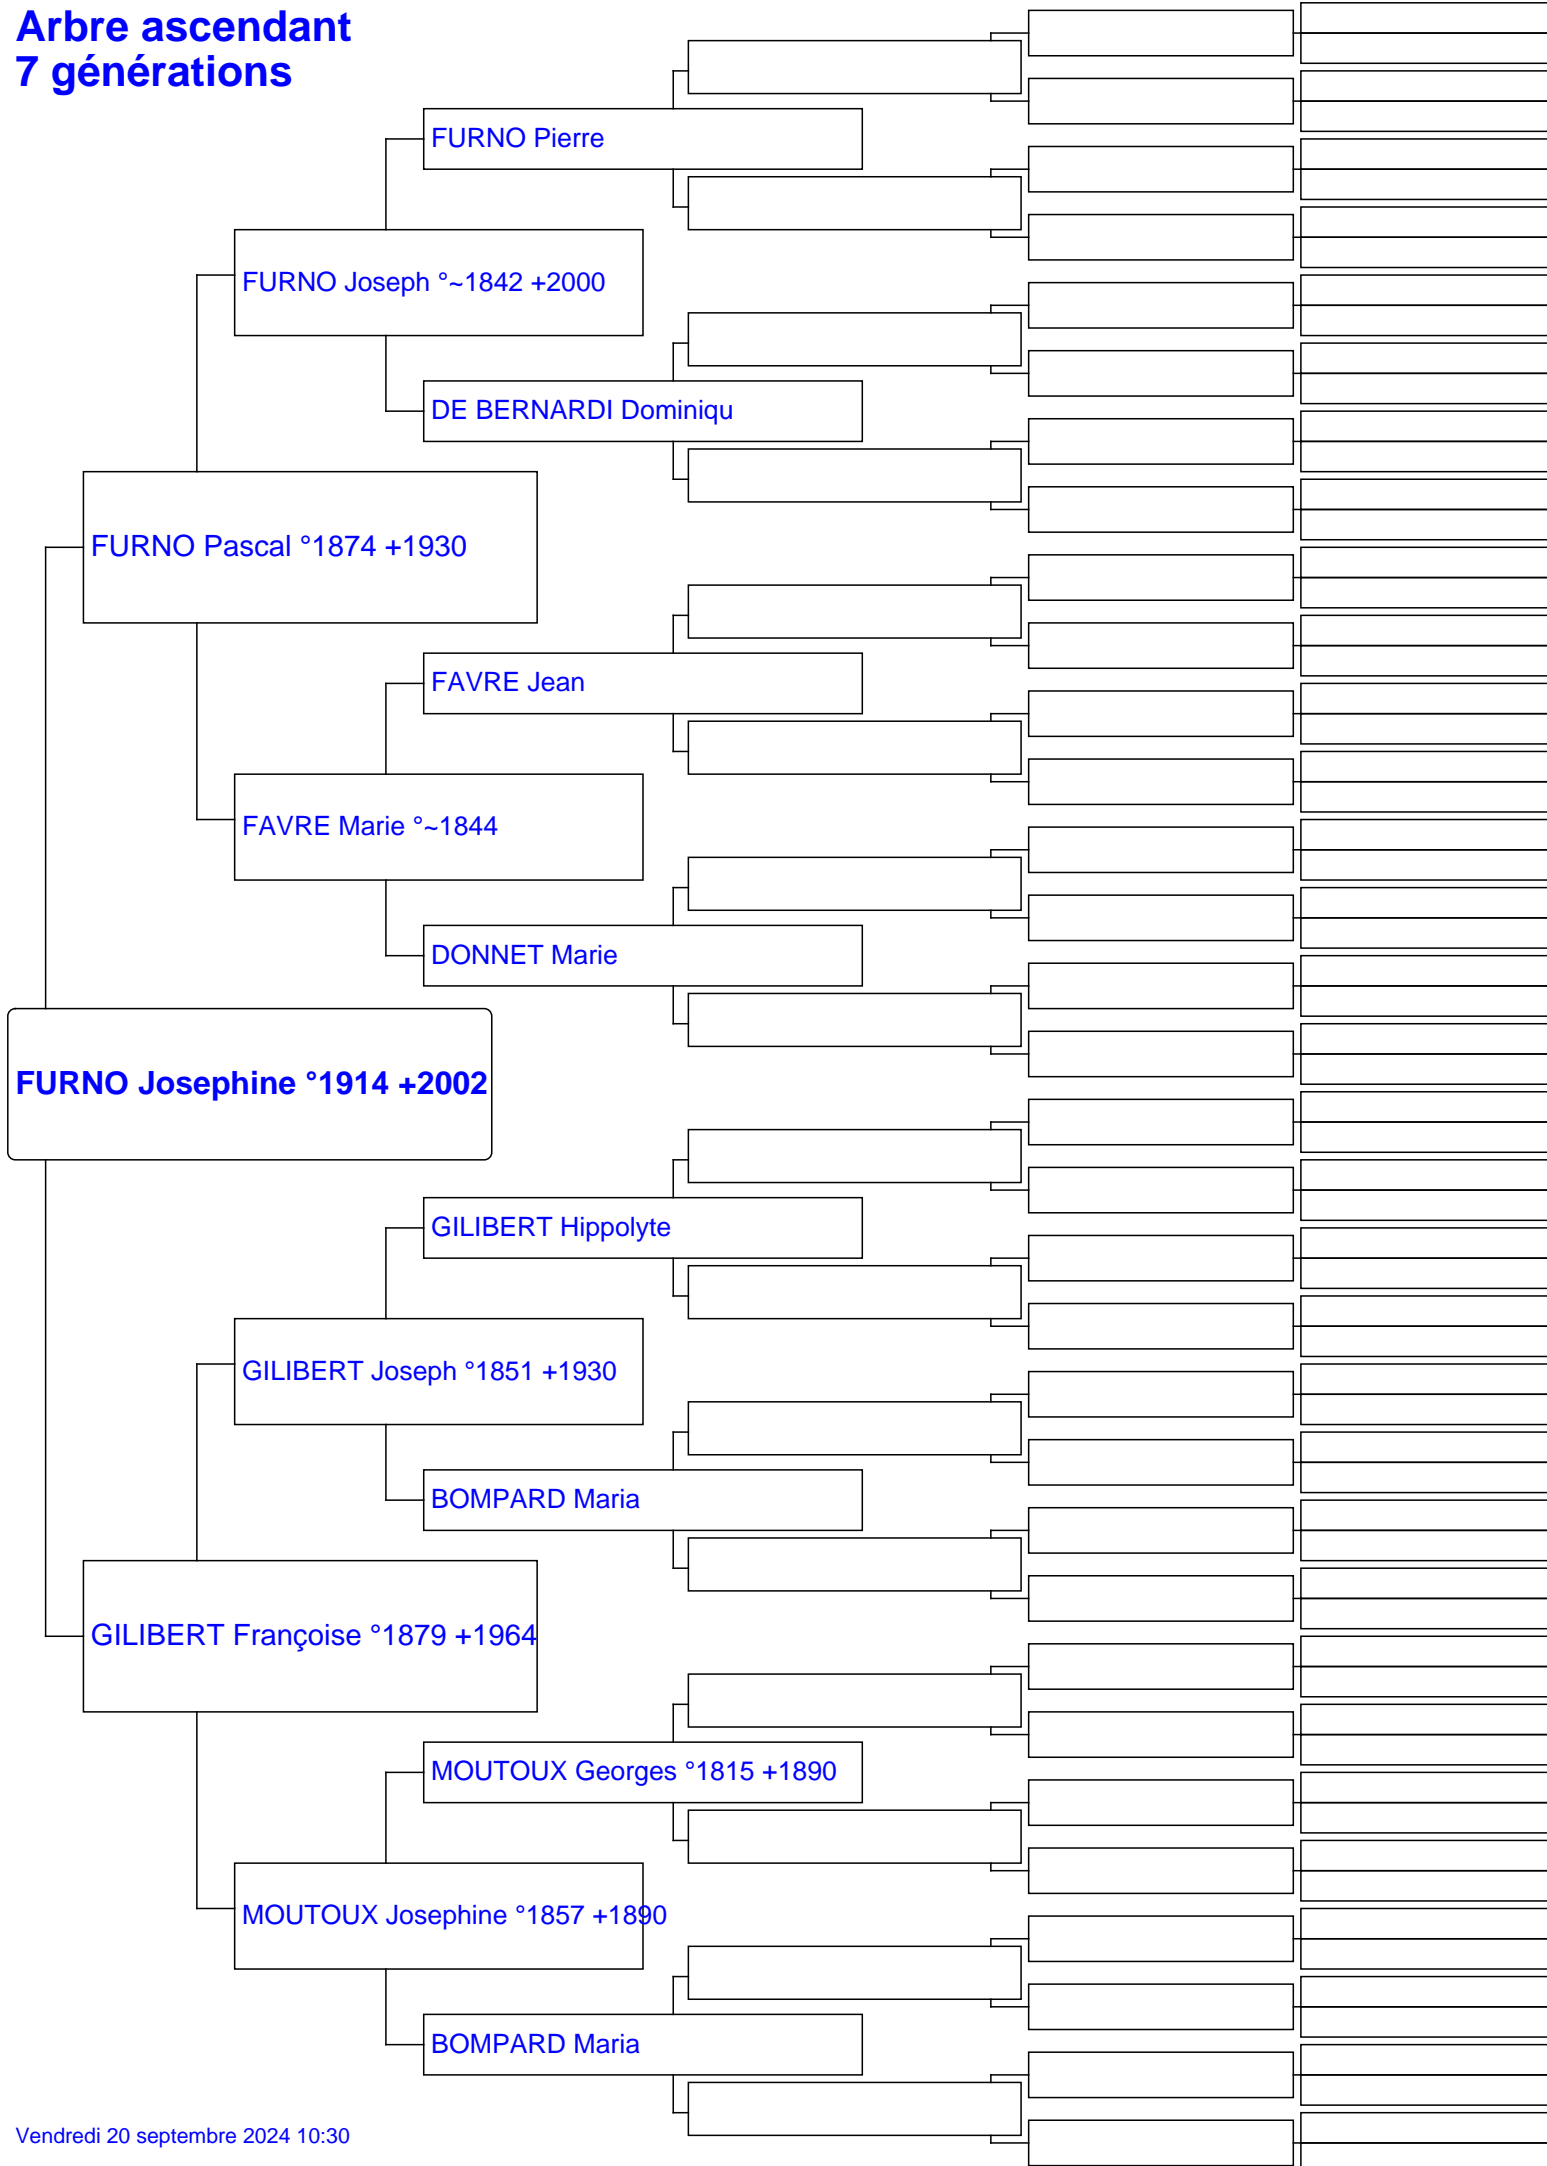 Arbre ascendant
7 générations
FURNO Pierre
FURNO Joseph °~1842 +2000
DE BERNARDI Dominiqu
FURNO Pascal °1874 +1930
FAVRE Jean
FAVRE Marie °~1844
DONNET Marie
FURNO Josephine °1914 +2002
GILIBERT Hippolyte
GILIBERT Joseph °1851 +1930
BOMPARD Maria
GILIBERT Françoise °1879 +1964
MOUTOUX Georges °1815 +1890
MOUTOUX Josephine °1857 +1890
BOMPARD Maria
Vendredi 20 septembre 2024 10:30